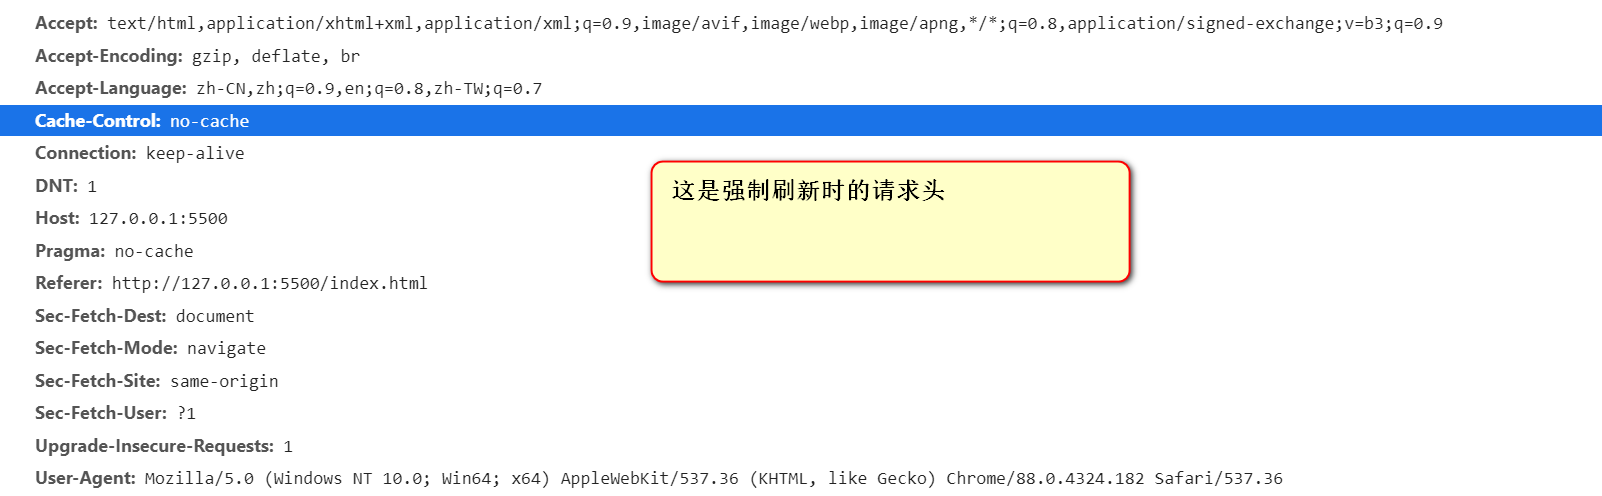 Accept: text/html,application/xhtml+xml,application/xml;q=0.9,image/avif,image/webp,image/apng,*/*;q=0.8,application/signed-exchange;v=b3;q=0.9
Accept-Encoding: gzip, deflate, br
Accept-Language: zh-CN,zh;q=0.9,en;q=0.8,zh-TW;q=0.7
Cache-Control: no-cache
Connection: keep-alive
DNT: 1
这是强制刷新时的请求头
Host: 127.0.0.1:5500
Pragma: no-cache
Referer: http://127.0.0.1:5500/index.html
Sec-Fetch-Dest: document
Sec-Fetch-Mode: navigate
Sec-Fetch-Site: same-origin
Sec-Fetch-User: ?1
Upgrade-Insecure-Requests: 1
User-Agent: Mozilla/5.0 (Windows NT 10.0; Win64; x64) AppleWebKit/537.36 (KHTML, like Gecko) Chrome/88.0.4324.182 Safari/537.36